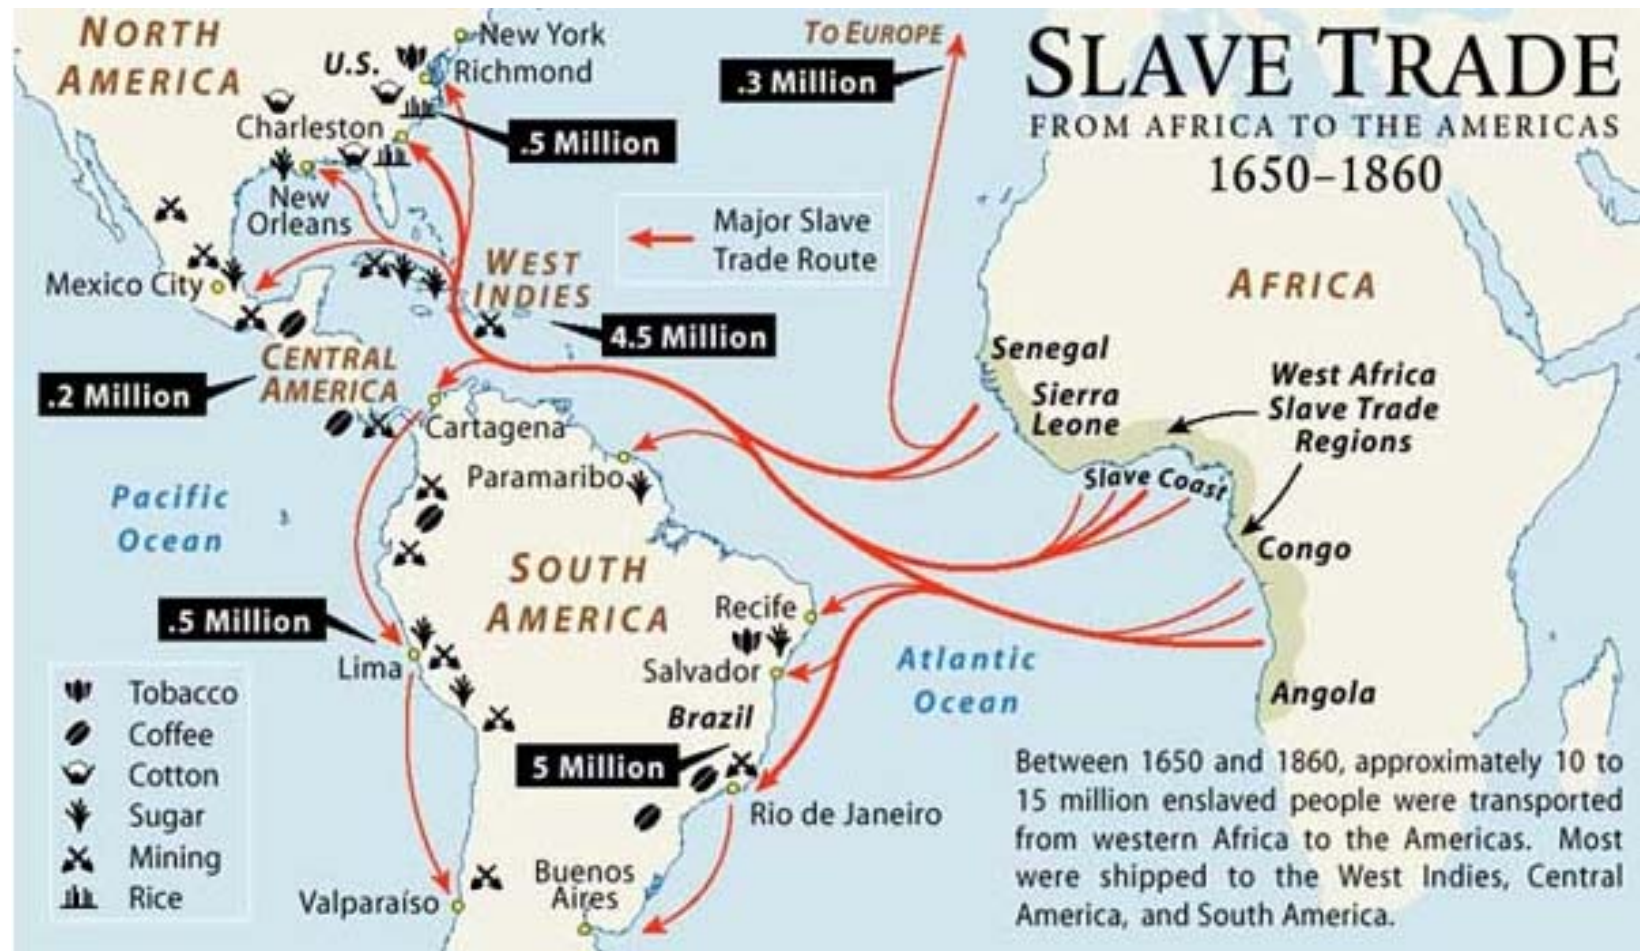 SLAVE TRADE
FROM AFRICA TO THE AMERICAS
1650–1860
NORTH
AMERICA
U.S.
New York
Richmond
Charleston
.5 Million
New
Orleans
Mexico City
TO EUROPE
.3 Million
Major Slave
Trade Route
WEST
INDIES
4.5 Million
CENTRAL
AMERICA
.2 Million
AFRICA
Senegal
Sierra
Leone
West Africa
Slave Trade
Regions
Slave Coast
Congo
Angola
Cartagena
Paramaribo
Pacific
Ocean
SOUTH
AMERICA
Recife
Salvador
Brazil
5 Million
.5 Million
Lima
Atlantic
Ocean
Rio de Janeiro
Buenos
Aires
Valparaíso
Tobacco
Coffee
Cotton
Sugar
Mining
Rice
Between 1650 and 1860, approximately 10 to
15 million enslaved people were transported
from western Africa to the Americas. Most
were shipped to the West Indies, Central
America, and South America.